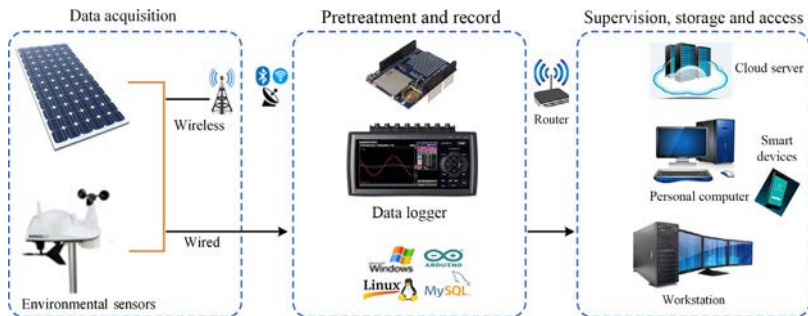 Data acquisition
Wireless
Wired
Environmental sensors
Pretreatment and record
Data logger
Windows
ARDUINO
Linux
MySQL
Router
Supervision, storage and access
Cloud server
Smart
devices
Personal computer
Workstation